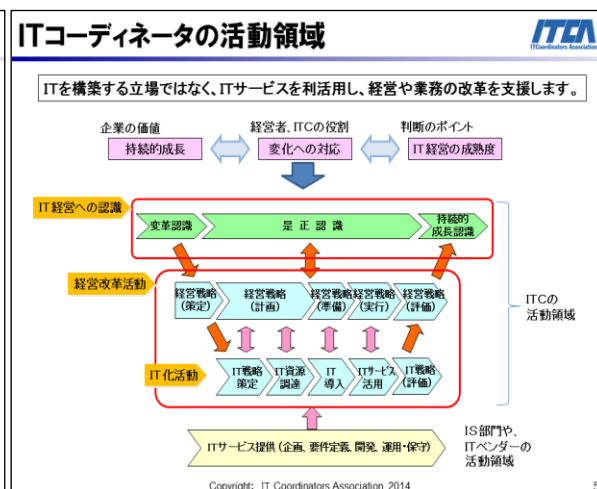 ITコーディネータの活動領域
ITCA
ITCoordinators Association
ITを構築する立場ではなく、ITサービスを利活用し、経営や業務の改革を支援します。
企業の価値
経営者、ITCの役割
判断のポイント
持続的成長
変化への対応
IT経営の成熟度
IT経営への認識
変革認識
是正認識
持続的
成長認識
経営改革活動
経営戦略
(策定)
経営戦略
(計画)
経営戦略
(準備)
経営戦略
(実行)
経営戦略
(評価)
ITCの
活動領域
IT化活動
IT戦略
策定
IT資源
調達
IT
導入
ITサービス
活用
IT戦略
(評価)
ITサービス提供(企画、要件定義、開発、運用・保守)
IS部門や、
ITベンダーの
活動領域
Copyright: IT Coordinators Association 2014
5